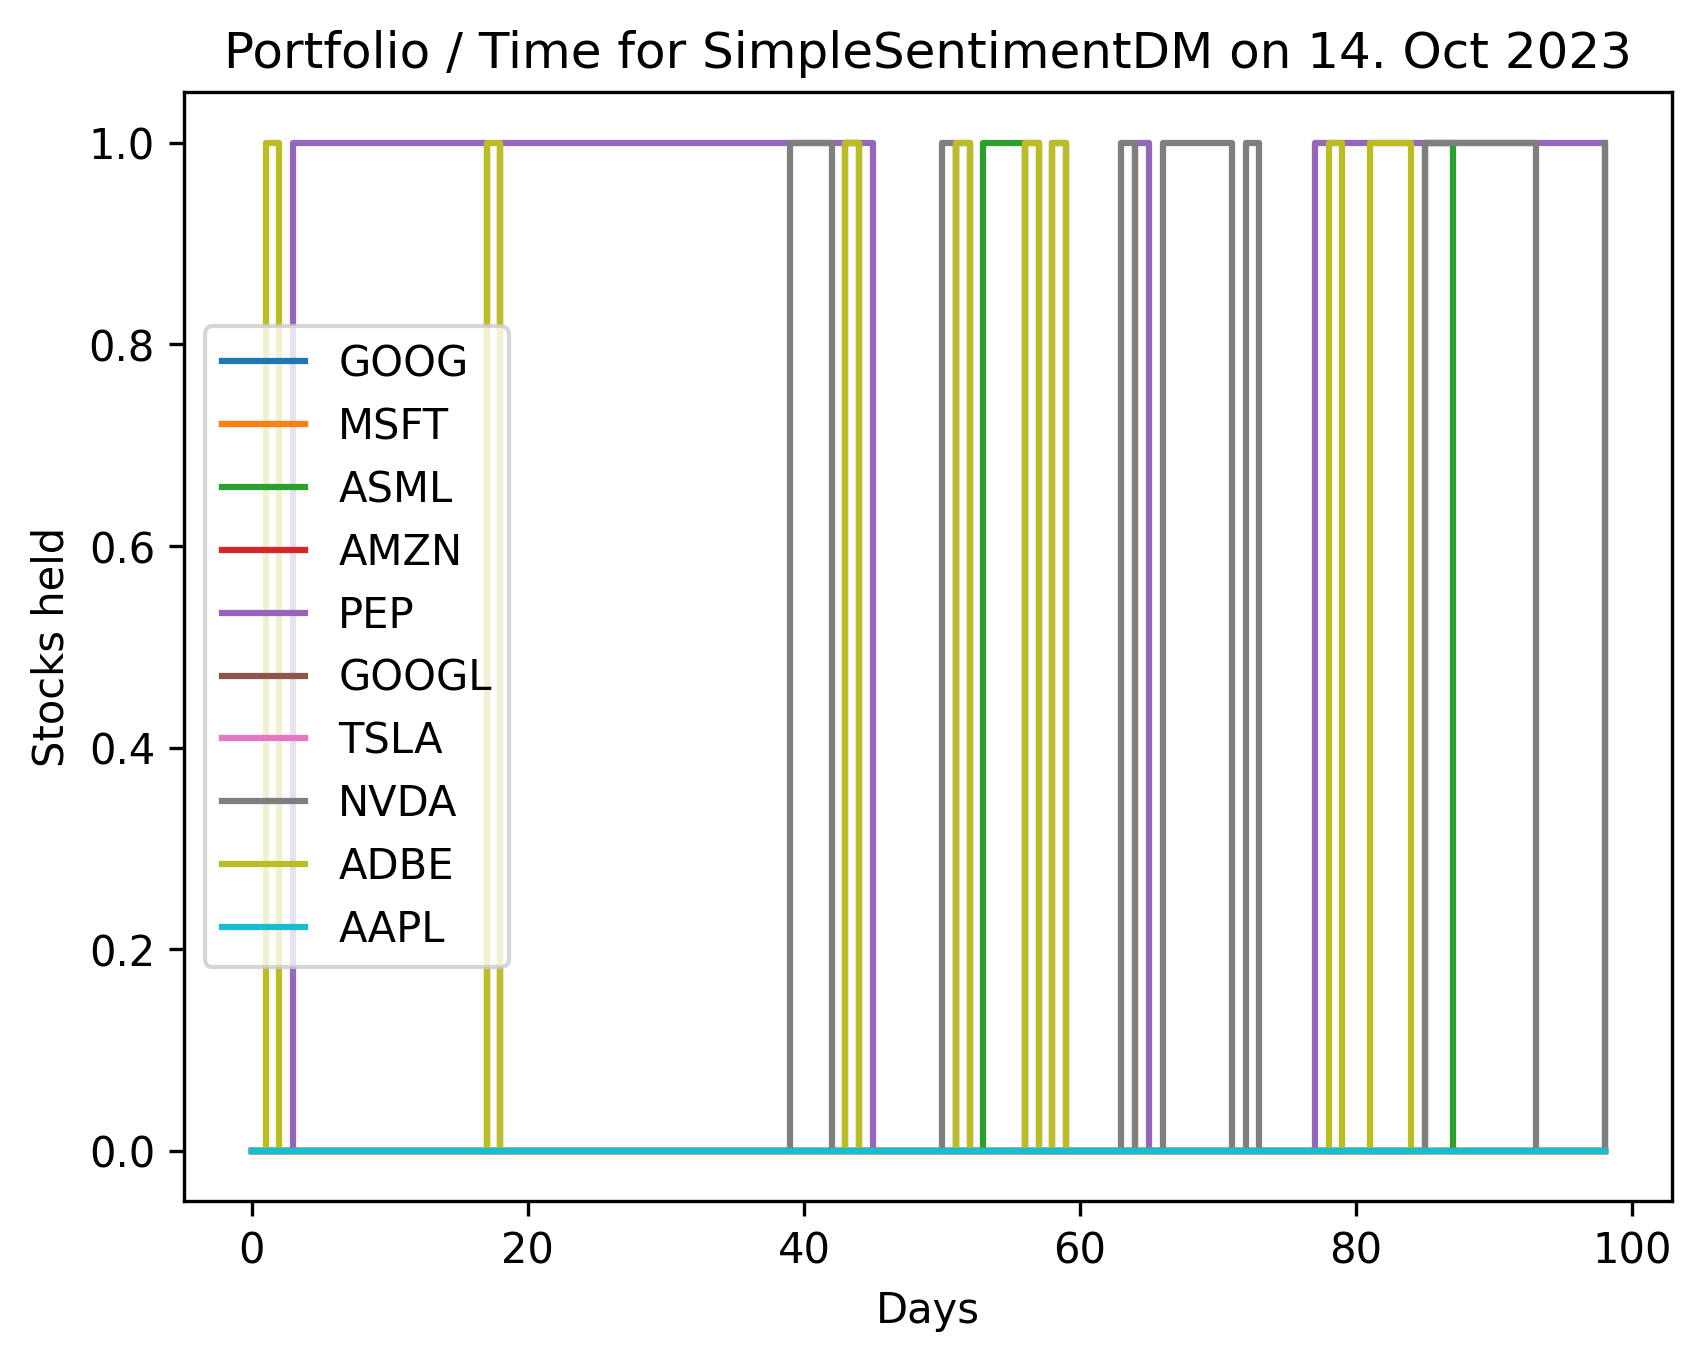 Portfolio / Time for SimpleSentimentDM on 14. Oct 2023
1.0
0.8
0.6
0.4
0.2
0.0
Stocks held
GOOG
MSFT
ASML
AMZN
PEP
GOOGL
TSLA
NVDA
ADBE
AAPL
0 20 40 60 80 100
Days